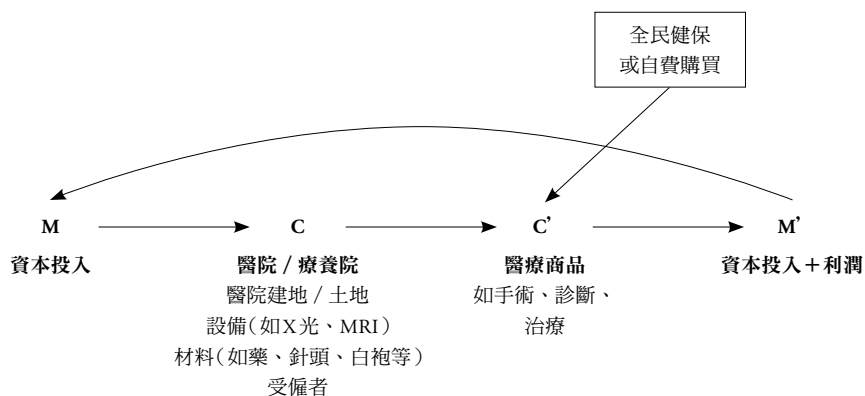 全民健保
或自費購買
M
C
C’
M’
資本投入
醫院 / 療養院
醫療商品
資本投入＋利潤
醫院建地 / 土地
如手術、診斷、
設備（如X光、MRI）
治療
材料（如藥、針頭、白袍等）
受僱者